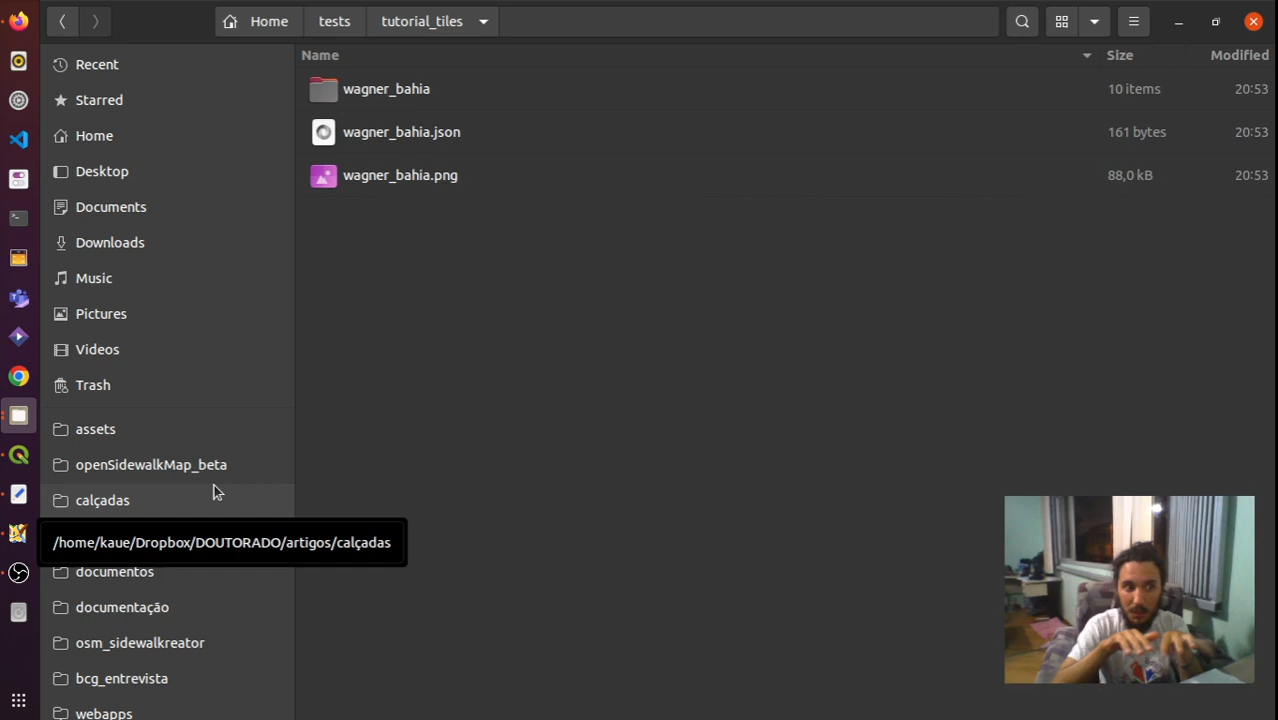 Home
tests
tutorial_tiles
Name
Size
Modified
wagner_bahia
10 items
20:53
wagner_bahia.json
161 bytes
20:53
wagner_bahia.png
88,0 kB
20:53
Recent
Starred
Home
Desktop
Documents
Downloads
Music
Pictures
Videos
Trash
assets
openSidewalkMap_beta
calçadas
/home/kaue/Dropbox/DOUTORADO/artigos/calçadas
documentos
documentação
osm_sidewalkreator
bcg_entrevista
webapps